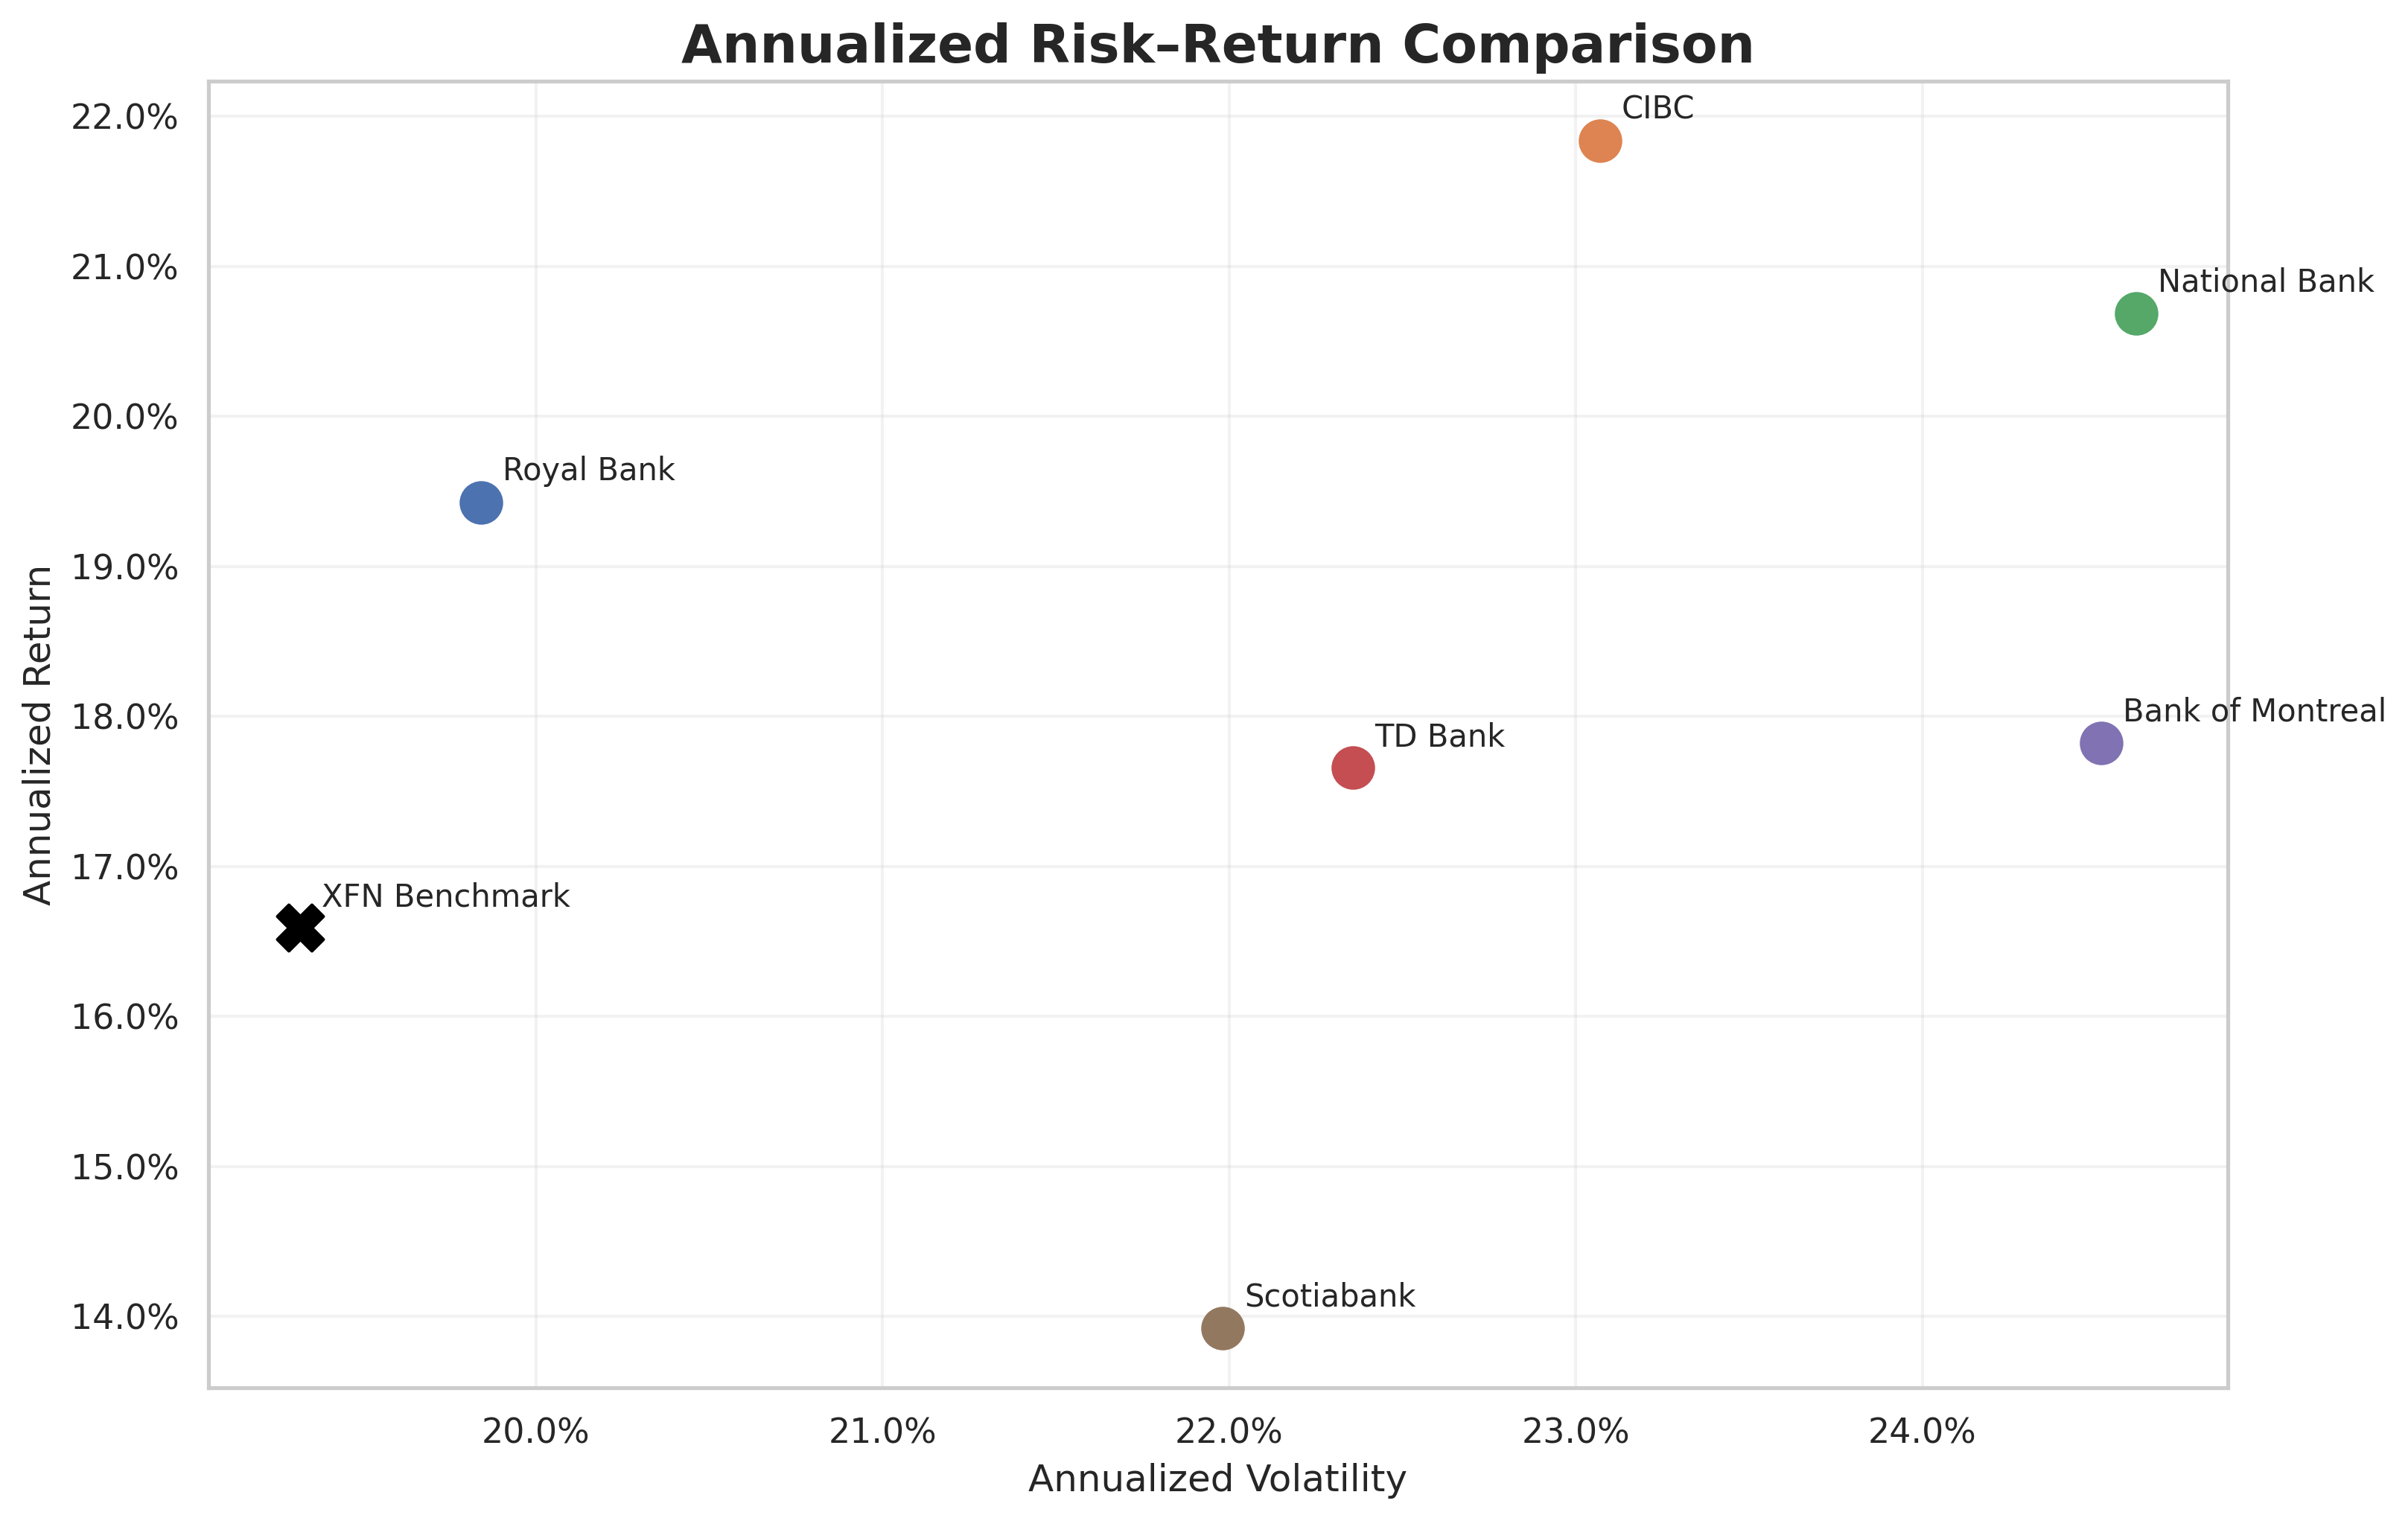 Annualized Risk–Return Comparison
22.0%
21.0%
20.0%
19.0%
18.0%
17.0%
16.0%
15.0%
14.0%
Annualized Return
CIBC
National Bank
Royal Bank
Bank of Montreal
TD Bank
XFN Benchmark
Scotiabank
20.0%
21.0%
22.0%
23.0%
24.0%
Annualized Volatility